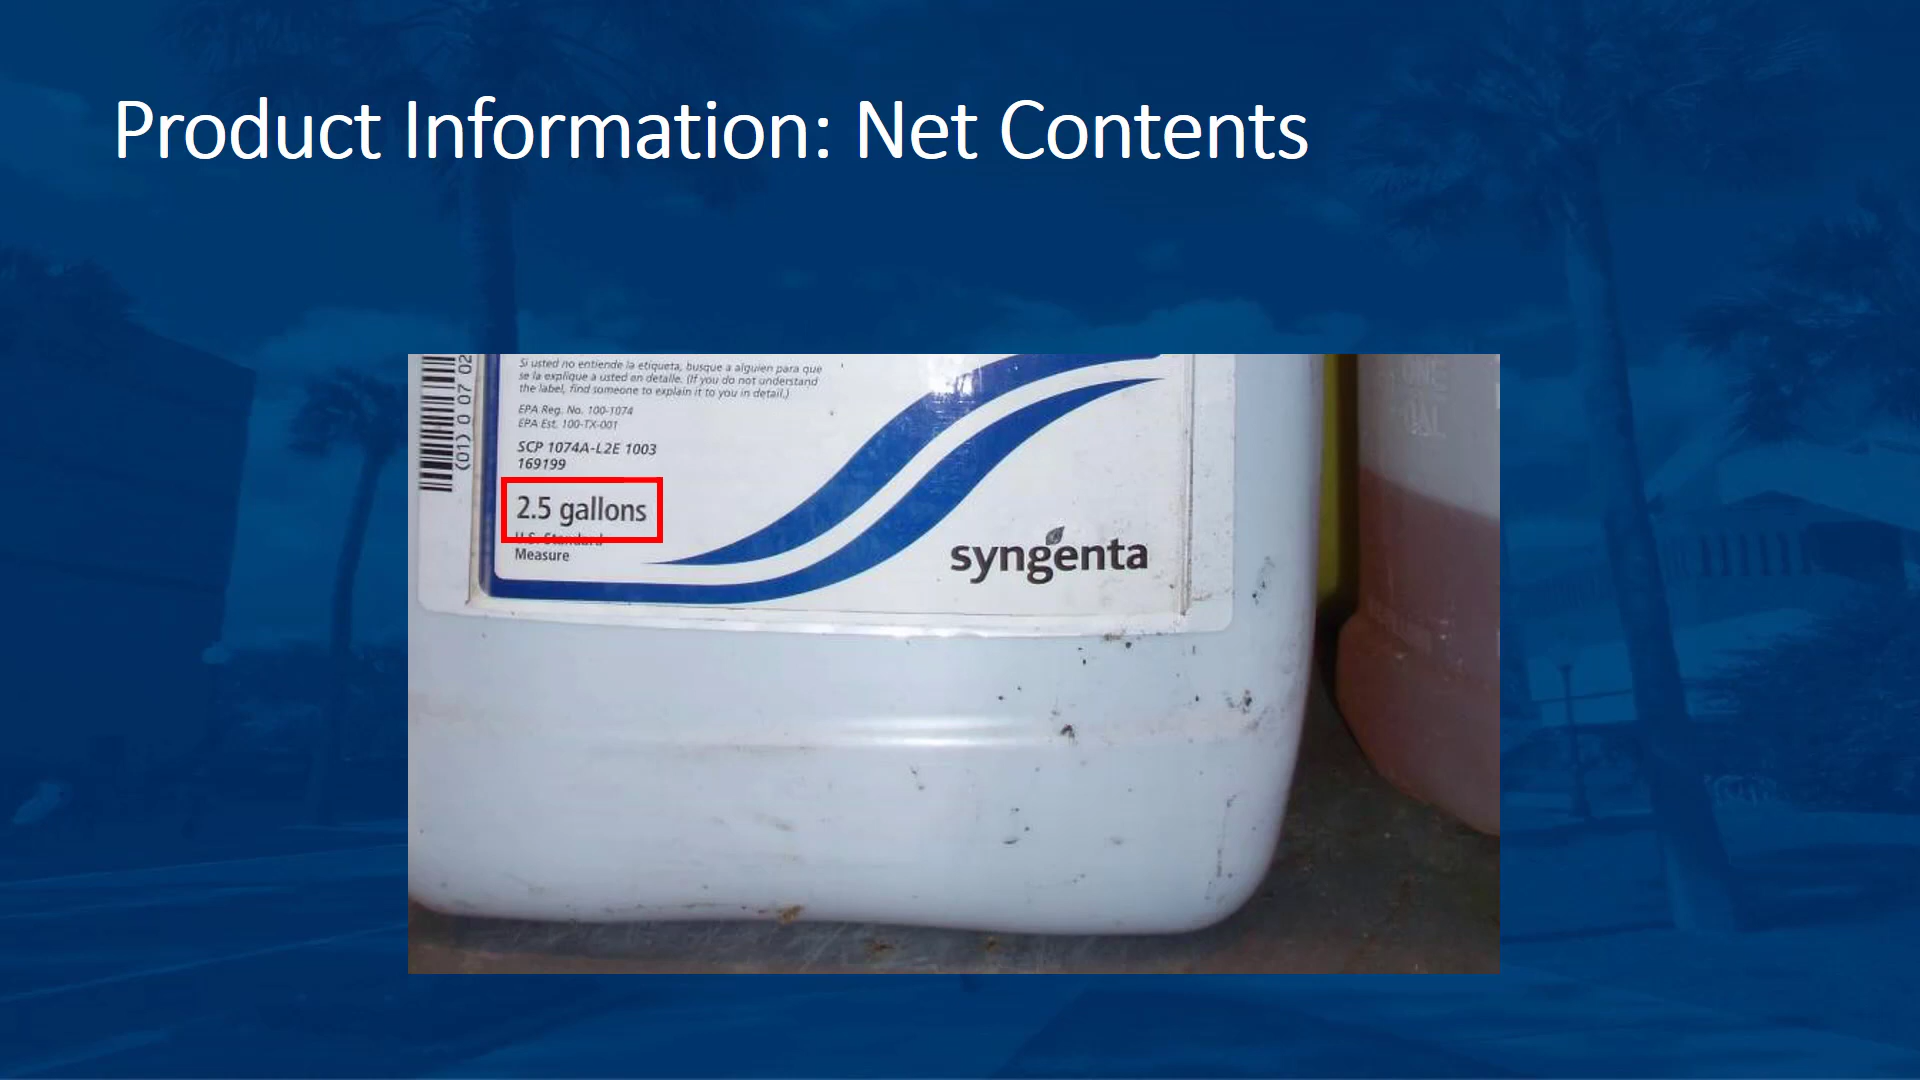 Product Information: Net Contents
Si usted no entiende la etiqueta, busque a alguien para que
se la explique a usted en detalle. (If you do not understand
the label, find someone to explain it to you in detail.)
EPA Reg. No. 100-1074
EPA Est. 100-TX-001
SCP 1074A-L2E 1003
169199
2.5 gallons
U.S. Standard
Measure
syngenta
(01) 0 07 02
ONE
GAL